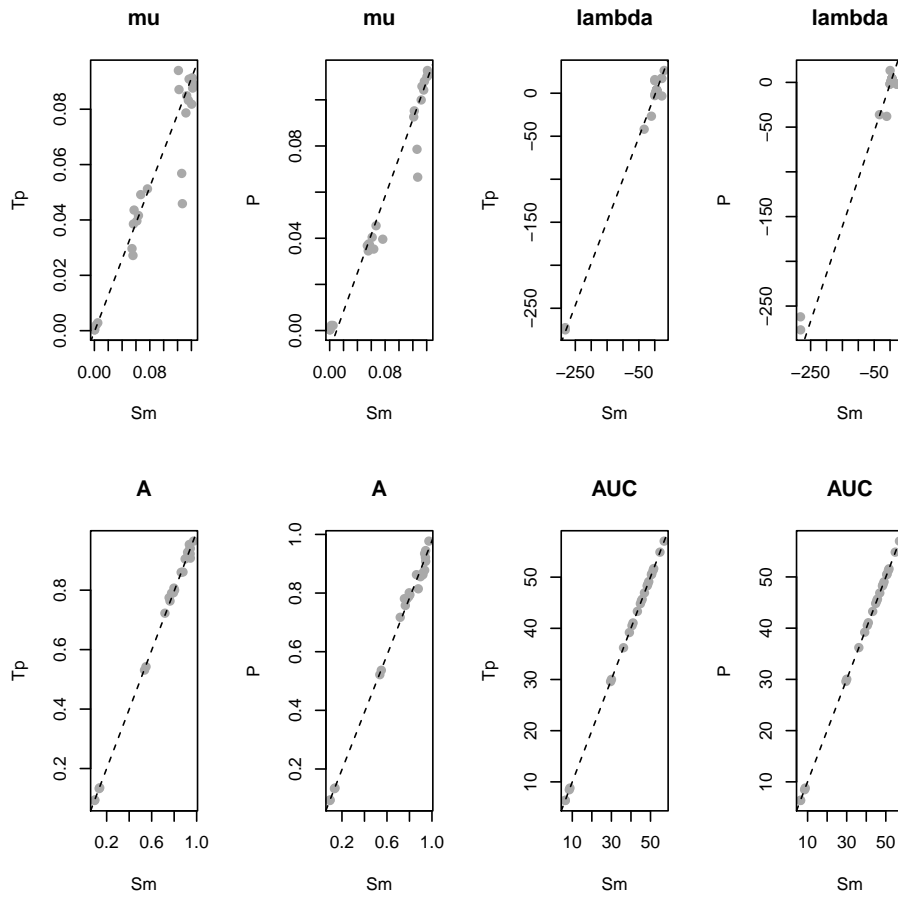 mu
0.00 0.08
0.00 0.02 0.04 0.06 0.08
Sm
Tp
mu
0.00 0.08
0.00 0.04 0.08
Sm
P
lambda
−250 −50
−250 −150 −50 0
Sm
Tp
lambda
−250 −50
−250 −150 −50 0
Sm
P
A
0.2 0.6 1.0
0.2 0.4 0.6 0.8
Sm
Tp
A
0.2 0.6 1.0
0.2 0.4 0.6 0.8 1.0
Sm
P
AUC
10 30 50
10 20 30 40 50
Sm
Tp
AUC
10 30 50
10 20 30 40 50
Sm
P